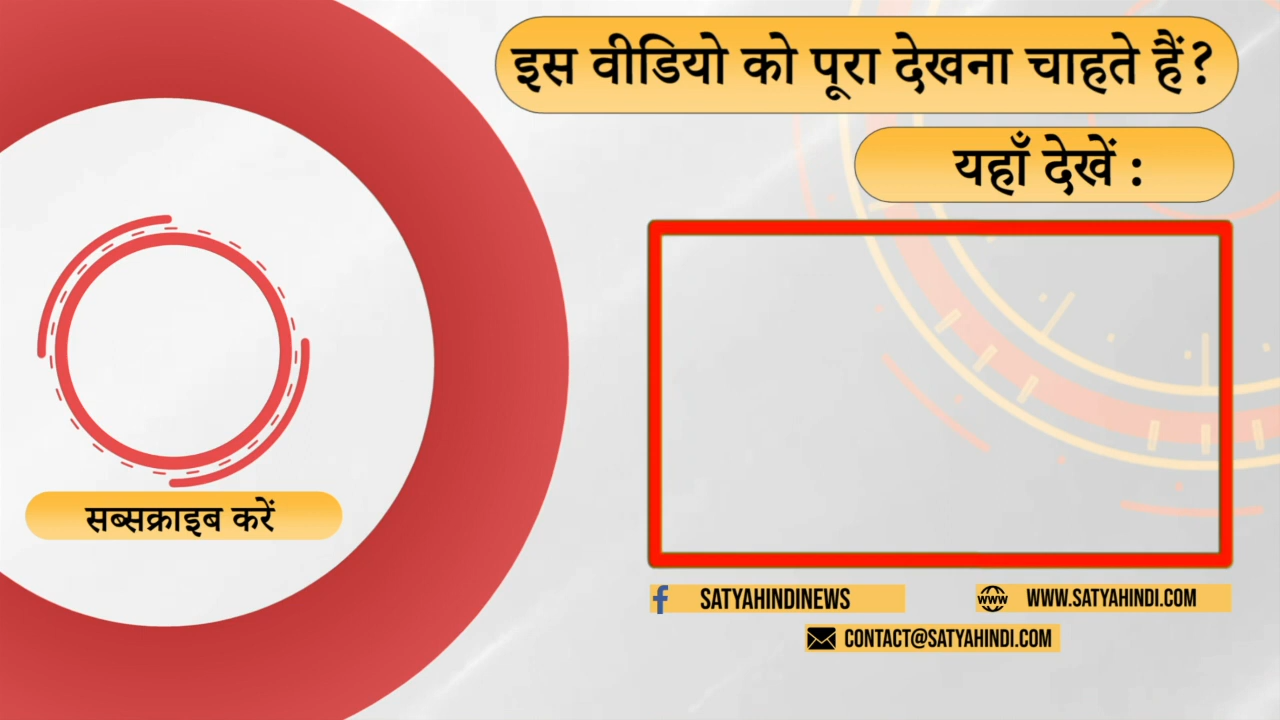 इस वीडियो को पूरा देखना चाहते हैं?
यहाँ देखें :
सब्सक्राइब करें
SATYAHINDINEWS
WWW.SATYAHINDI.COM
CONTACT@SATYAHINDI.COM